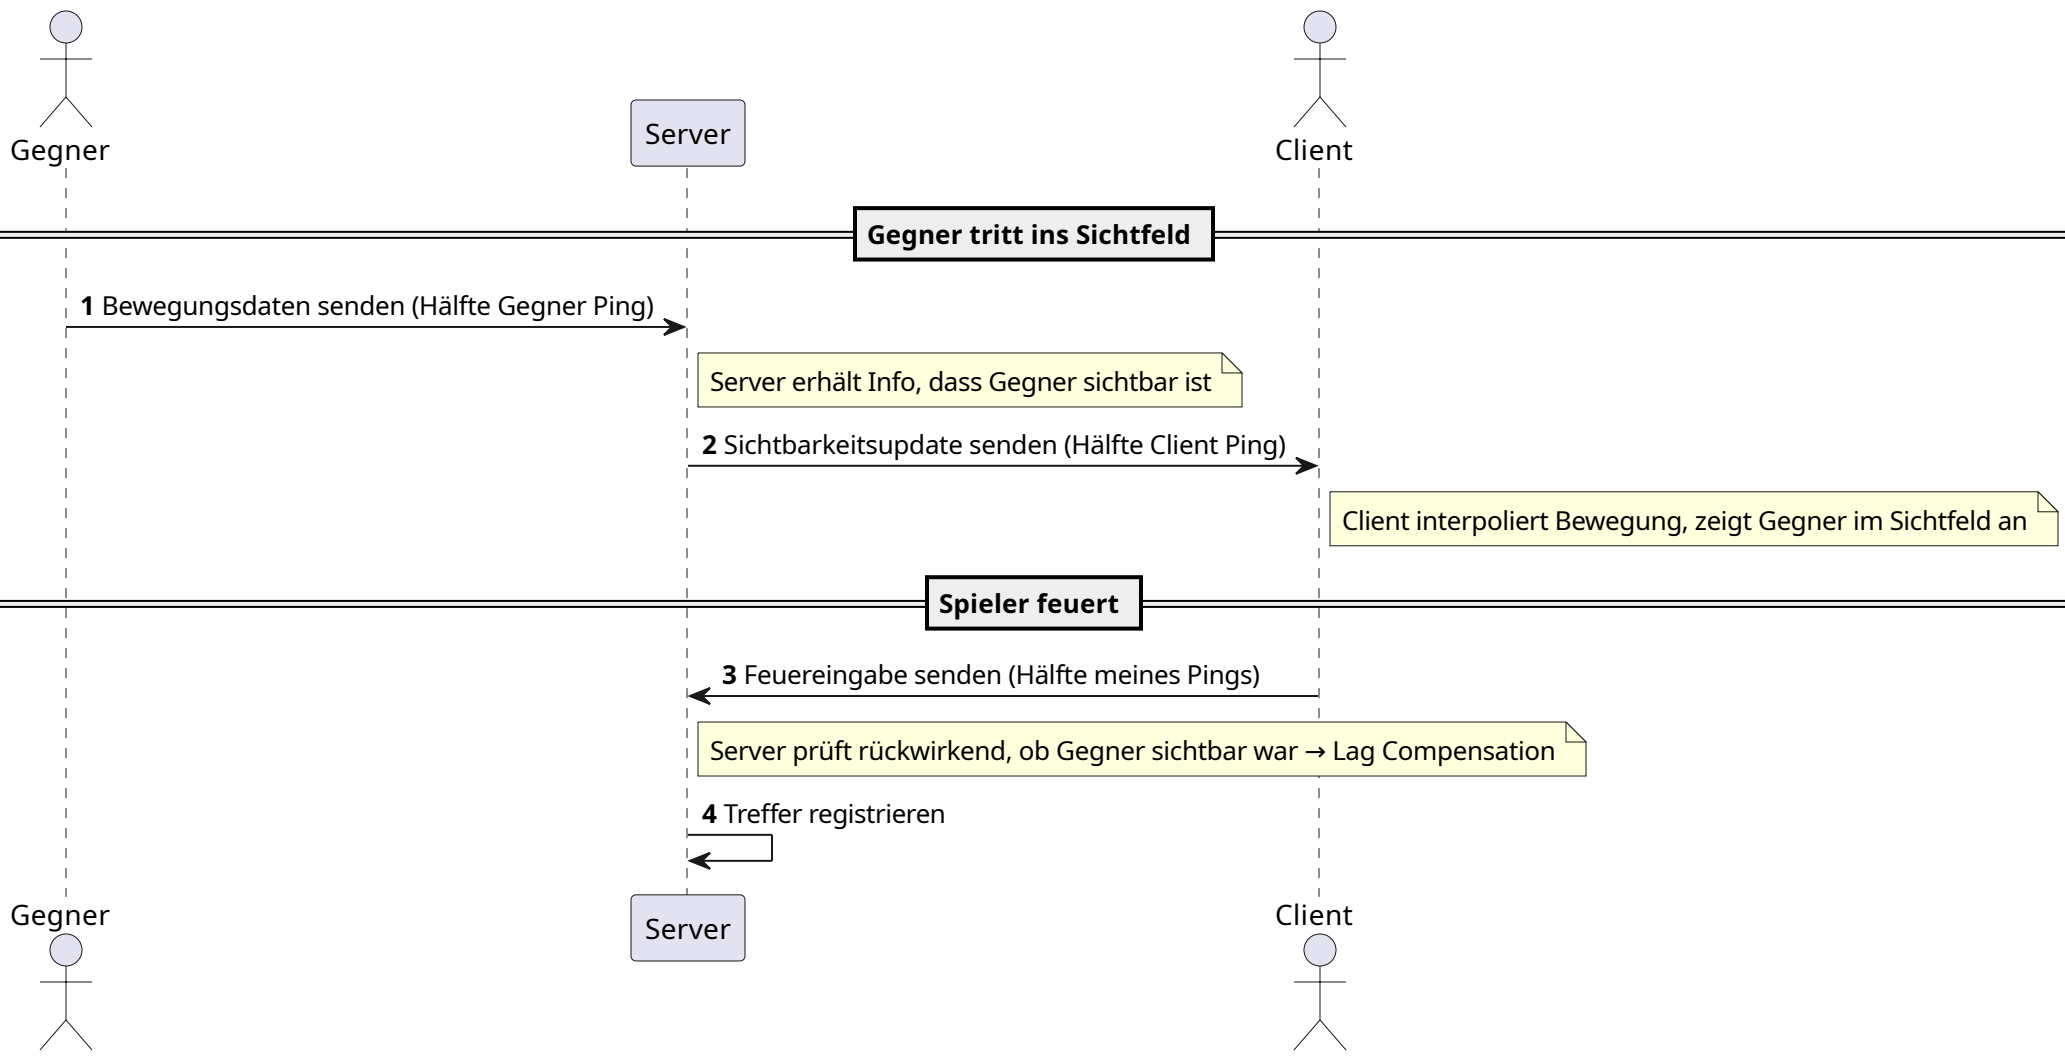 Gegner
Server
Client
Gegner tritt ins Sichtfeld
1 Bewegungsdaten senden (Hälfte Gegner Ping)
Server erhält Info, dass Gegner sichtbar ist
2 Sichtbarkeitsupdate senden (Hälfte Client Ping)
Client interpoliert Bewegung, zeigt Gegner im Sichtfeld an
Spieler feuert
3 Feuereingabe senden (Hälfte meines Pings)
Server prüft rückwirkend, ob Gegner sichtbar war → Lag Compensation
4 Treffer registrieren
Gegner
Server
Client